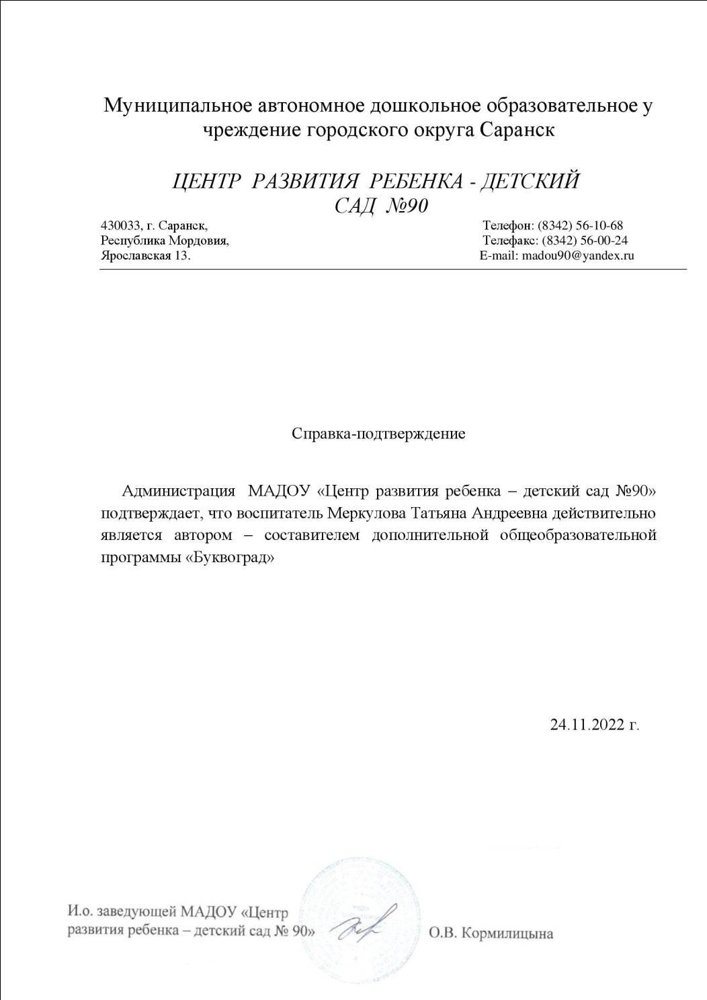 Муниципальное автономное дошкольное образовательное у
чреждение городского округа Саранск
ЦЕНТР РАЗВИТИЯ РЕБЕНКА - ДЕТСКИЙ
САД №90
430033, г. Саранск,
Республика Мордовия,
Ярославская 13.
Телефон: (8342) 56-10-68
Телефакс: (8342) 56-00-24
E-mail: madou90@yandex.ru
Справка-подтверждение
Администрация МАДОУ «Центр развития ребенка – детский сад №90»
подтверждает, что воспитатель Меркулова Татьяна Андреевна действительно
является автором – составителем дополнительной общеобразовательной
программы «Буквоград»
24.11.2022 г.
И.о. заведующей МАДОУ «Центр
развития ребенка – детский сад № 90»
О.В. Кормилицына